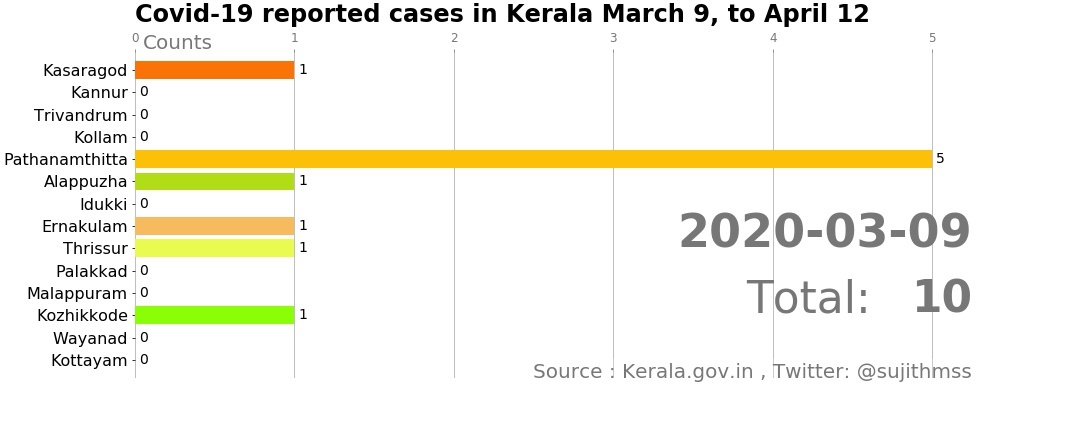 Covid-19 reported cases in Kerala March 9, to April 12
0 1 2 3 4 5
Counts
Kasaragod 1
Kannur 0
Trivandrum 0
Kollam 0
Pathanamthitta 5
Alappuzha 1
Idukki 0
Ernakulam 1
Thrissur 1
Palakkad 0
Malappuram 0
Kozhikkode 1
Wayanad 0
Kottayam 0
2020-03-09
Total: 10
Source : Kerala.gov.in , Twitter: @sujithmss